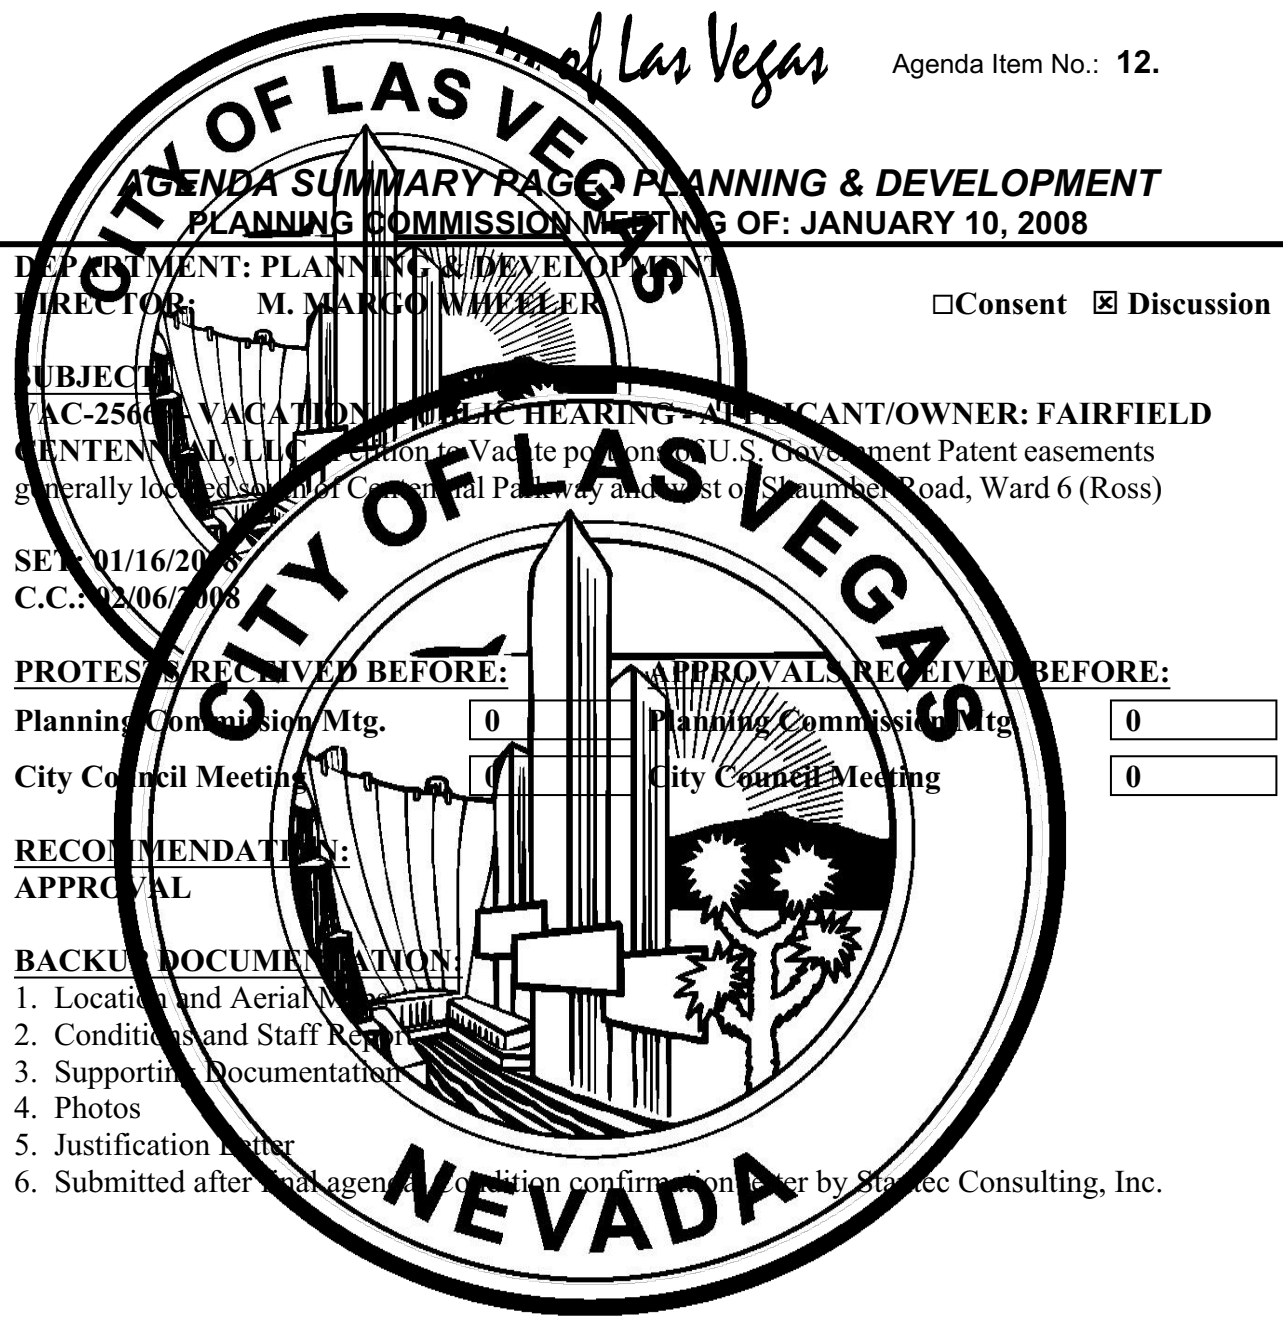 of Las Vegas
Agenda Item No.: 12.
CITY OF LAS VEGAS
AGENDA SUMMARY PAGE - PLANNING & DEVELOPMENT
PLANNING COMMISSION MEETING OF: JANUARY 10, 2008
DEPARTMENT: PLANNING & DEVELOPMENT
DIRECTOR: M. MARGO WHEELER
□Consent ☒ Discussion
SUBJECT:
VACATION PUBLIC HEARING - APPLICANT/OWNER: FAIRFIELD
CENTENNIAL, LLC - Petition to Vacate portions of U.S. Government Patent easements
generally located south of Centennial Parkway and west of Shaumber Road, Ward 6 (Ross)
SET: 01/16/2008
C.C.: 02/06/2008
PROTESTS RECEIVED BEFORE: APPROVALS RECEIVED BEFORE:
Planning Commission Mtg. 0 Planning Commission Mtg. 0
City Council Meeting 0 City Council Meeting 0
RECOMMENDATION:
APPROVAL
BACKUP DOCUMENTATION:
1. Location and Aerial Maps
2. Conditions and Staff Report
3. Supporting Documentation
4. Photos
5. Justification Letter
6. Submitted after final agenda Condition confirmation letter by Stantec Consulting, Inc.
CITY OF LAS VEGAS
NEVADA